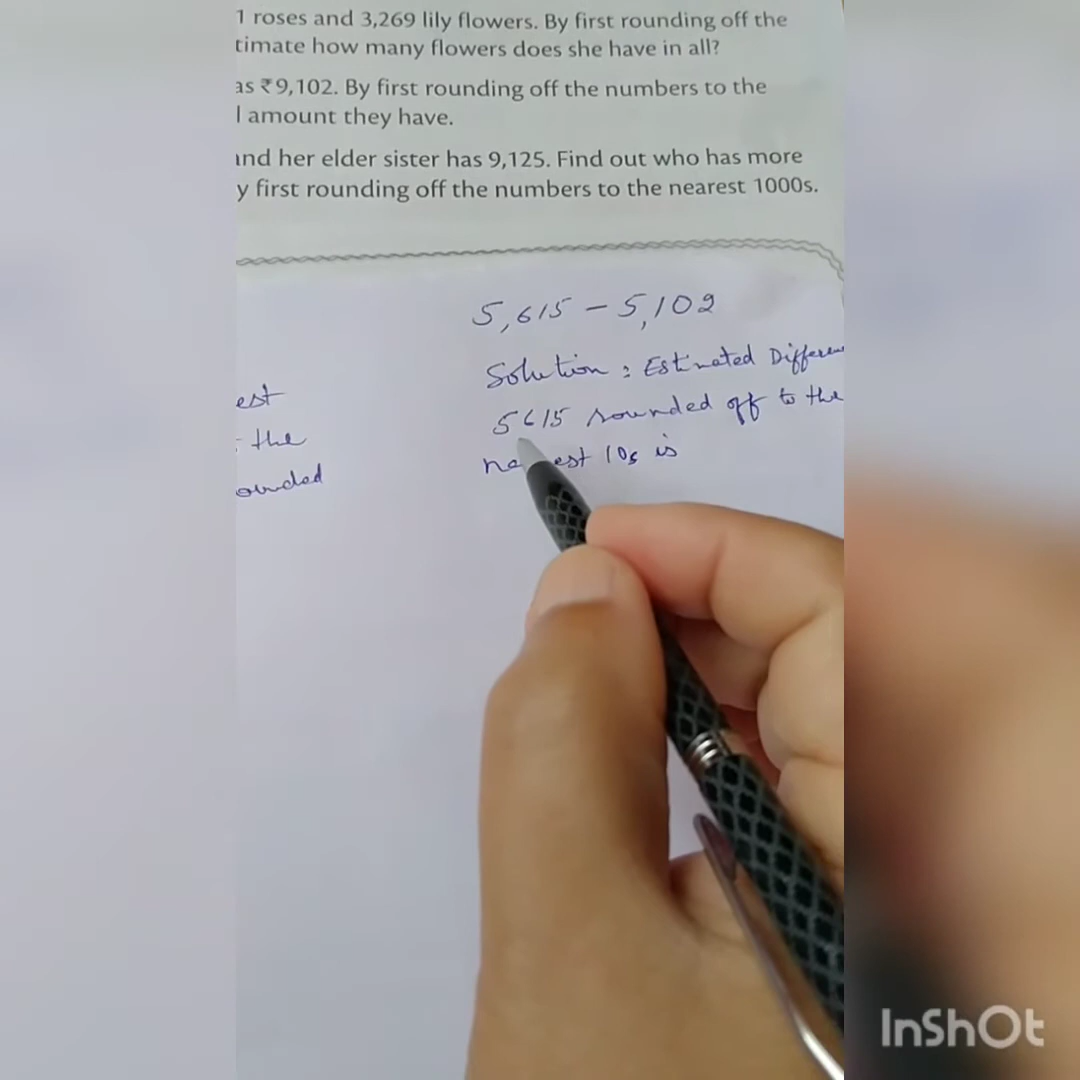 1 roses and 3,269 lily flowers. By first rounding off the
timate how many flowers does she have in all?
as ₹9,102. By first rounding off the numbers to the
l amount they have.
and her elder sister has 9,125. Find out who has more
y first rounding off the numbers to the nearest 1000s.
5,615 - 5,102
Solution : Estimated Differen
5615 rounded off to the
est 10s is
est
the
ounded
InShOt